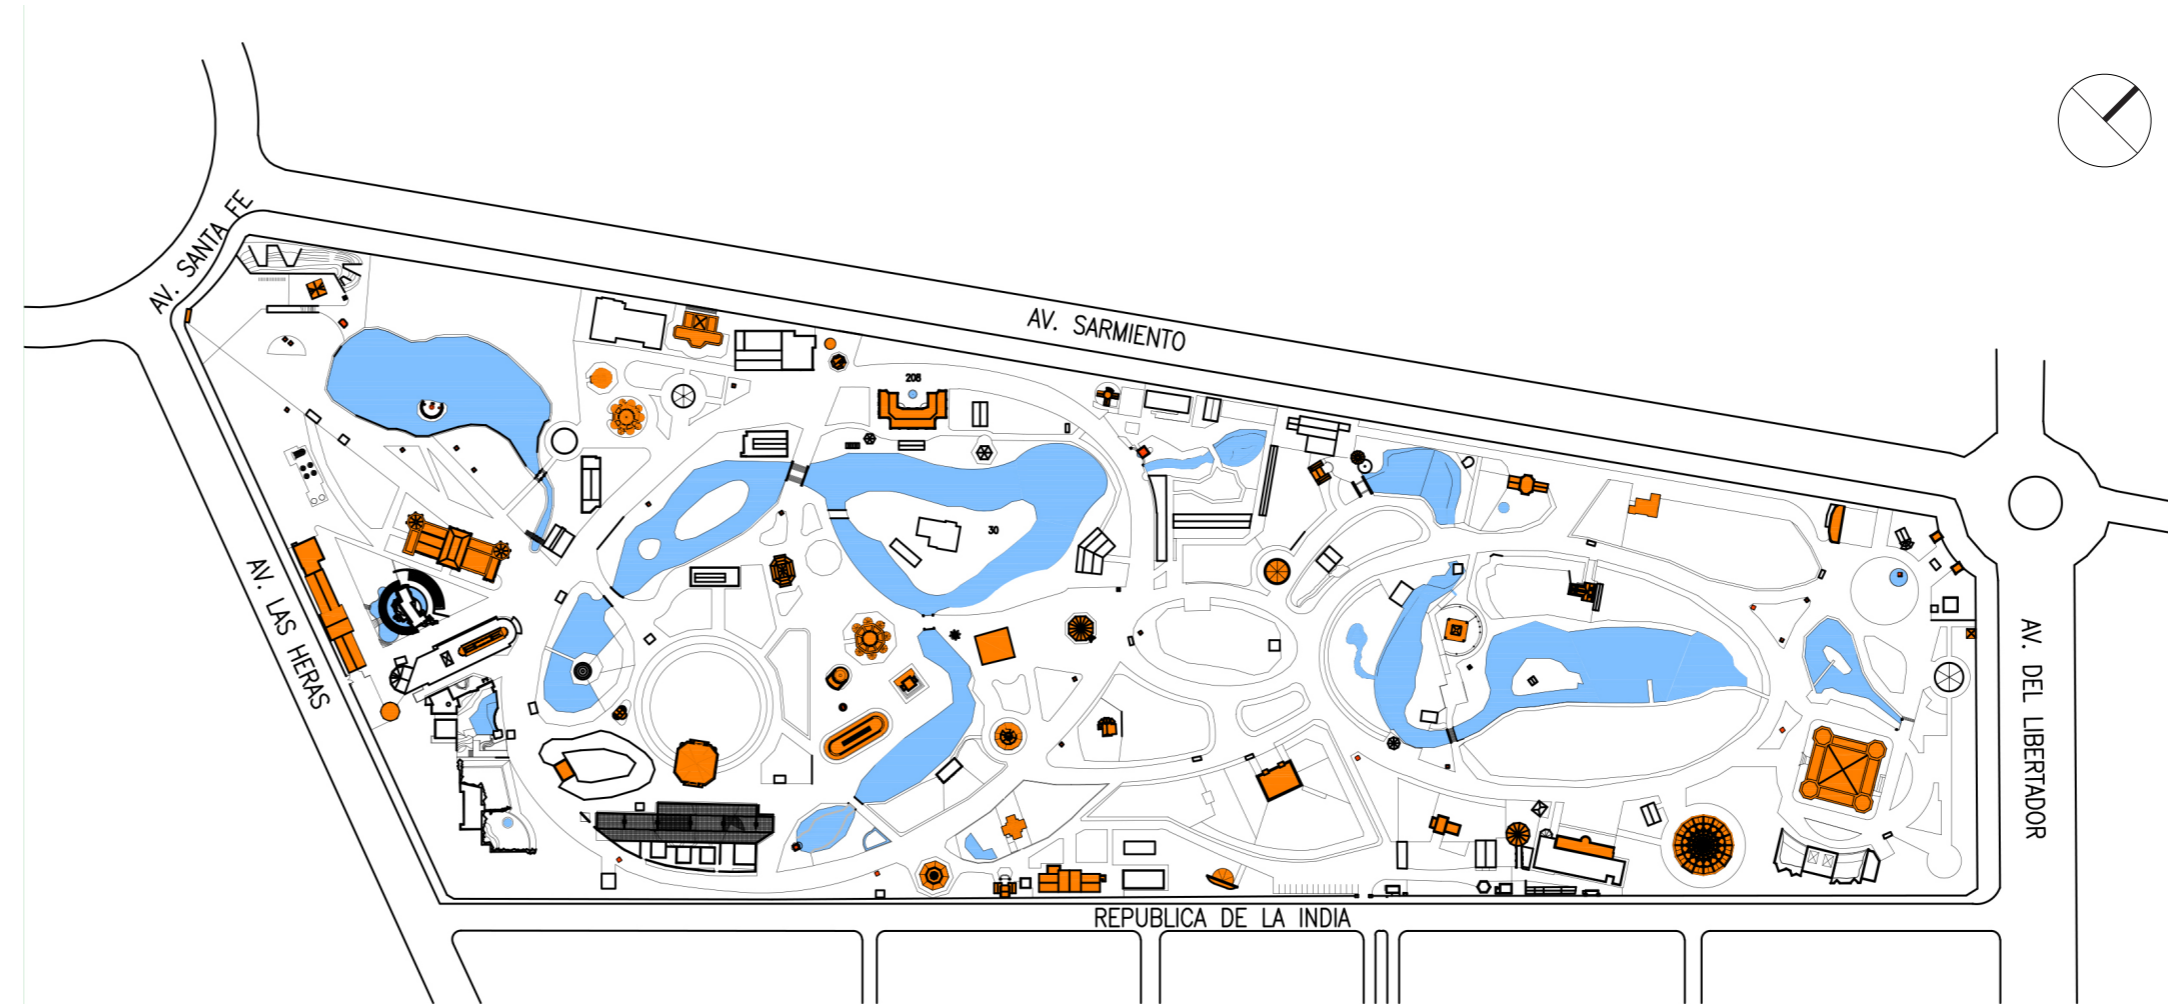 AV. SANTA FE
AV. SARMIENTO
208
30
AV. LAS HERAS
AV. DEL LIBERTADOR
REPUBLICA DE LA INDIA